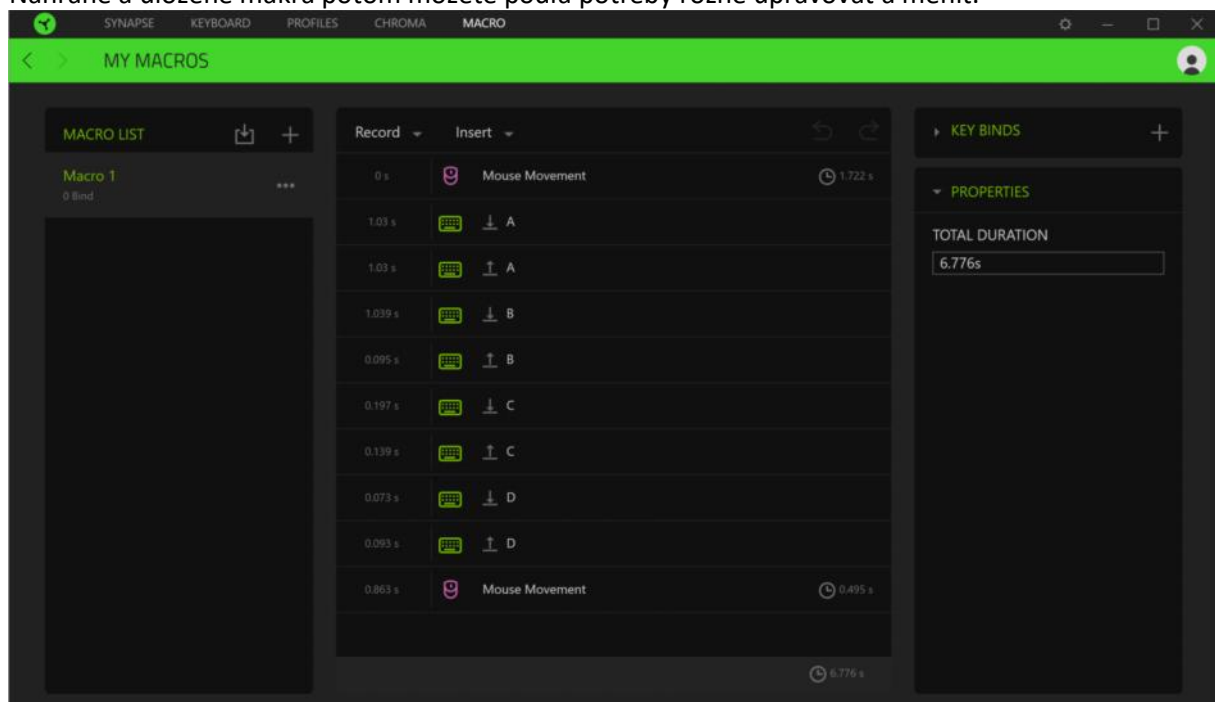 Nahrané a uložené makrá potom môžete podľa potreby rôzne upravovať a meniť.
SYNAPSE KEYBOARD PROFILES CHROMA MACRO
MY MACROS
MACRO LIST
Macro 1
0 Bind
Record Insert
0 s Mouse Movement 1.722 s
1.03 s A
1.03 s A
1.039 s B
0.095 s B
0.197 s C
0.139 s C
0.073 s D
0.093 s D
0.863 s Mouse Movement 0.495 s
6.776 s
KEY BINDS
PROPERTIES
TOTAL DURATION
6.776s